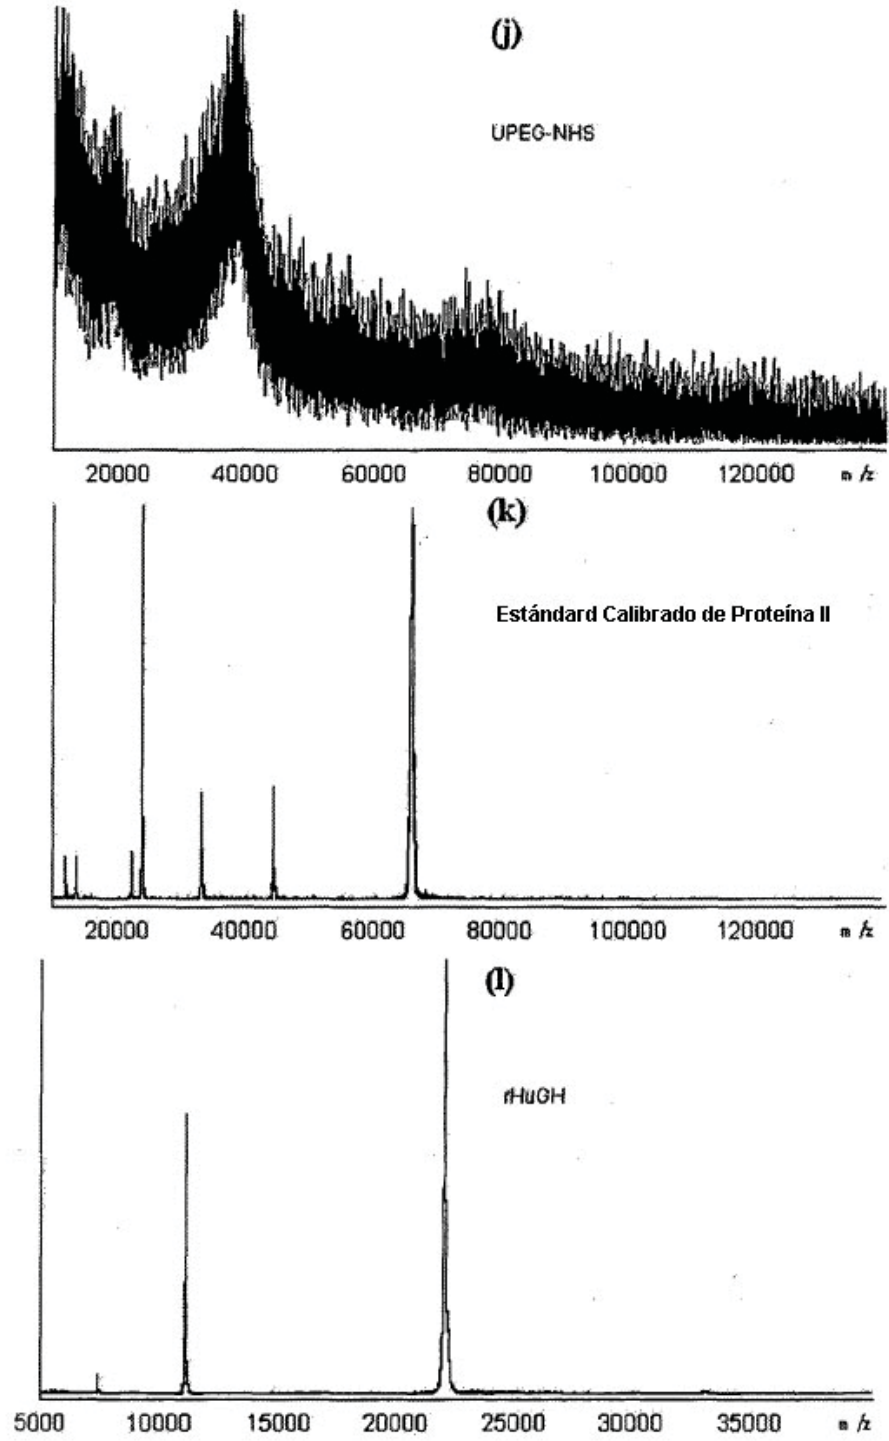 (j)
UPEG-NHS
20000 40000 60000 80000 100000 120000 m /z
(k)
Estándard Calibrado de Proteína II
20000 40000 60000 80000 100000 120000 m /z
(l)
rHuGH
5000 10000 15000 20000 25000 30000 35000 m /z